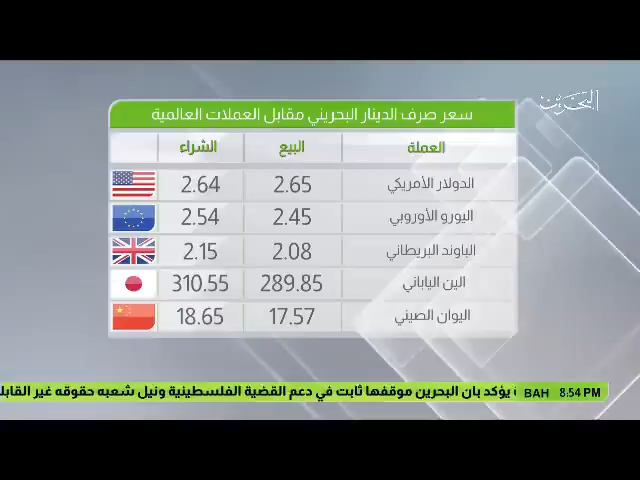 البحرين
سعر صرف الدينار البحريني مقابل العملات العالمية
العملة البيع الشراء
الدولار الأمريكي 2.65 2.64
اليورو الأوروبي 2.45 2.54
الباوند البريطاني 2.08 2.15
الين الياباني 289.85 310.55
اليوان الصيني 17.57 18.65
يؤكد بان البحرين موقفها ثابت في دعم القضية الفلسطينية ونيل شعبه حقوقه غير القابلة
BAH 8:54 PM